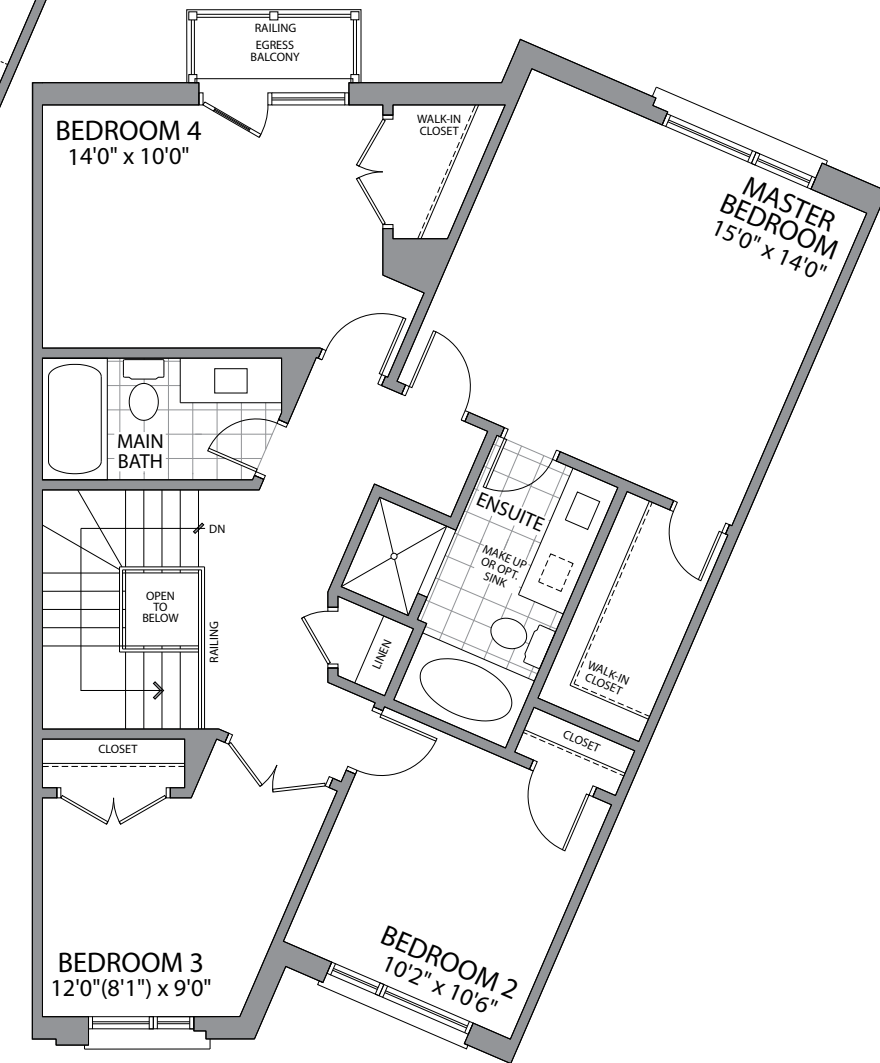 RAILING
EGRESS
BALCONY
BEDROOM 4
14'0" x 10'0"
WALK-IN
CLOSET
MASTER
BEDROOM
15'0" x 14'0"
MAIN
BATH
ENSUITE
MAKE UP
OR OPT.
SINK
DN
OPEN
TO
BELOW
RAILING
LINEN
WALK-IN
CLOSET
CLOSET
CLOSET
BEDROOM 3
12'0"(8'1") x 9'0"
BEDROOM 2
10'2" x 10'6"